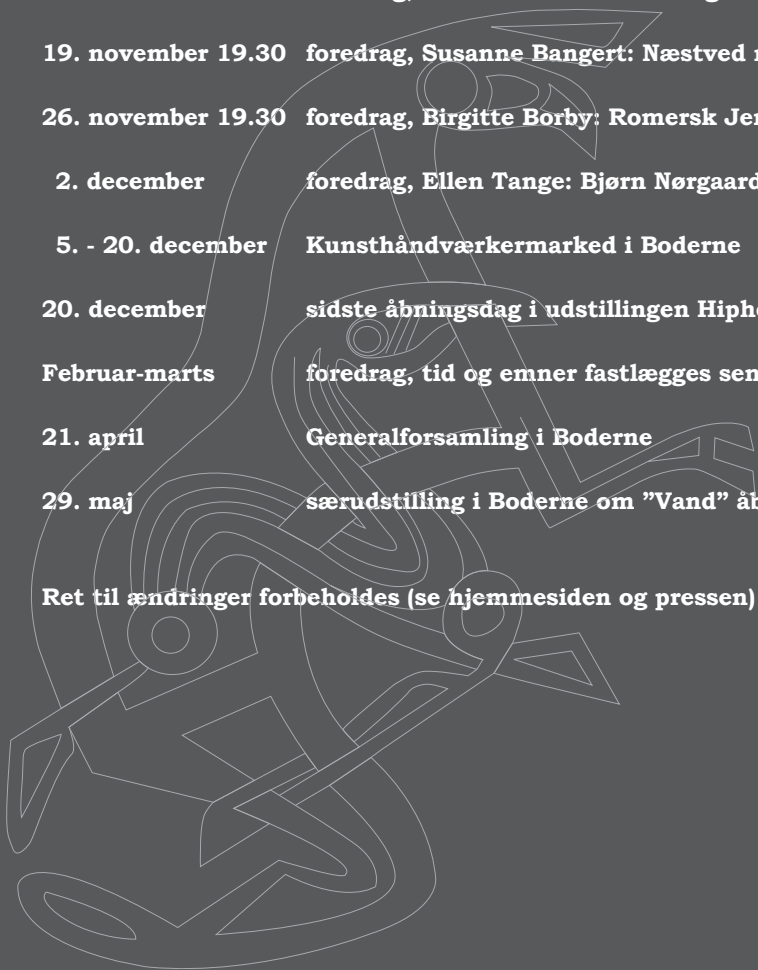 19. november 19.30 foredrag, Susanne Bangert: Næstved
26. november 19.30 foredrag, Birgitte Borby: Romersk
2. december foredrag, Ellen Tange: Bjørn Nørgaard
5. - 20. december Kunsthåndværkermarked i Boderne
20. december sidste åbningsdag i udstillingen
Februar-marts foredrag, tid og emner fastlægges
21. april Generalforsamling i Boderne
29. maj særudstilling i Boderne om ”Vand”
Ret til ændringer forbeholdes (se hjemmesiden og pressen)